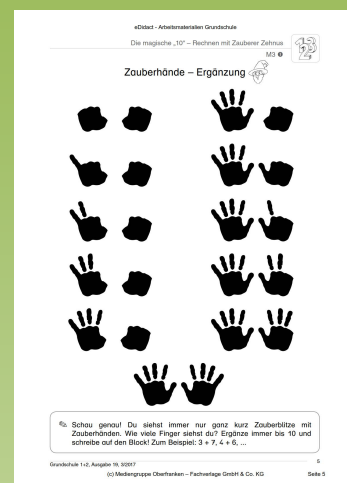 eDidact - Arbeitsmaterialien Grundschule
Die magische „10“ – Rechnen mit Zauberer Zehnus
M3 ❶
Zauberhände – Ergänzung
✎ Schau genau! Du siehst immer nur ganz kurz Zauberblitze mit
Zauberhänden. Wie viele Finger siehst du? Ergänze immer bis 10 und
schreibe auf den Block! Zum Beispiel: 3 + 7, 4 + 6, ...
5
Grundschule 1+2, Ausgabe 19, 3/2017
(c) Mediengruppe Oberfranken – Fachverlage GmbH & Co. KG
Seite 5